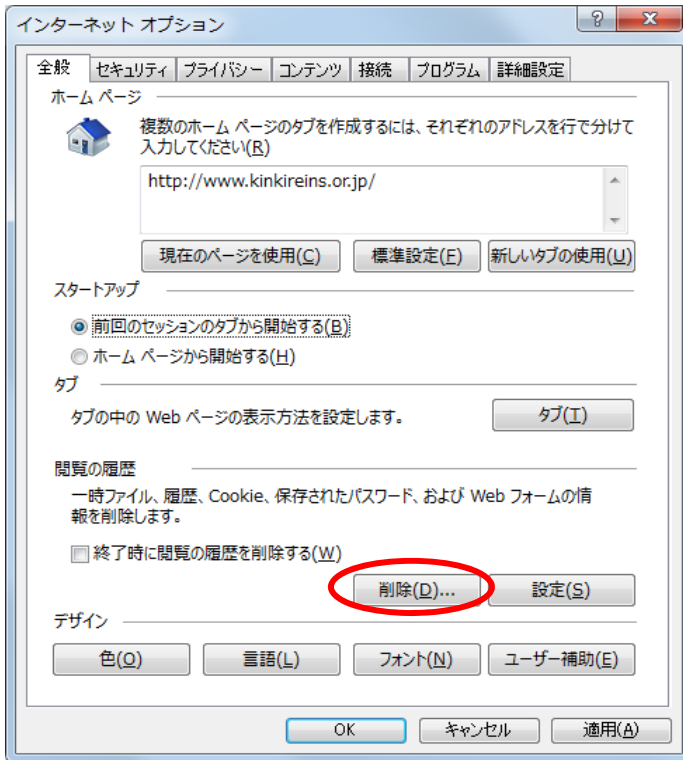 インターネット オプション
全般 セキュリティ プライバシー コンテンツ 接続 プログラム 詳細設定
ホーム ページ
複数のホーム ページのタブを作成するには、それぞれのアドレスを行で分けて
入力してください(R)
http://www.kinkireins.or.jp/
現在のページを使用(C) 標準設定(F) 新しいタブの使用(U)
スタートアップ
前回のセッションのタブから開始する(B)
ホーム ページから開始する(H)
タブ
タブの中の Web ページの表示方法を設定します。 タブ(T)
閲覧の履歴
一時ファイル、履歴、Cookie、保存されたパスワード、および Web フォームの情
報を削除します。
終了時に閲覧の履歴を削除する(W)
削除(D)... 設定(S)
デザイン
色(O) 言語(L) フォント(N) ユーザー補助(E)
OK キャンセル 適用(A)